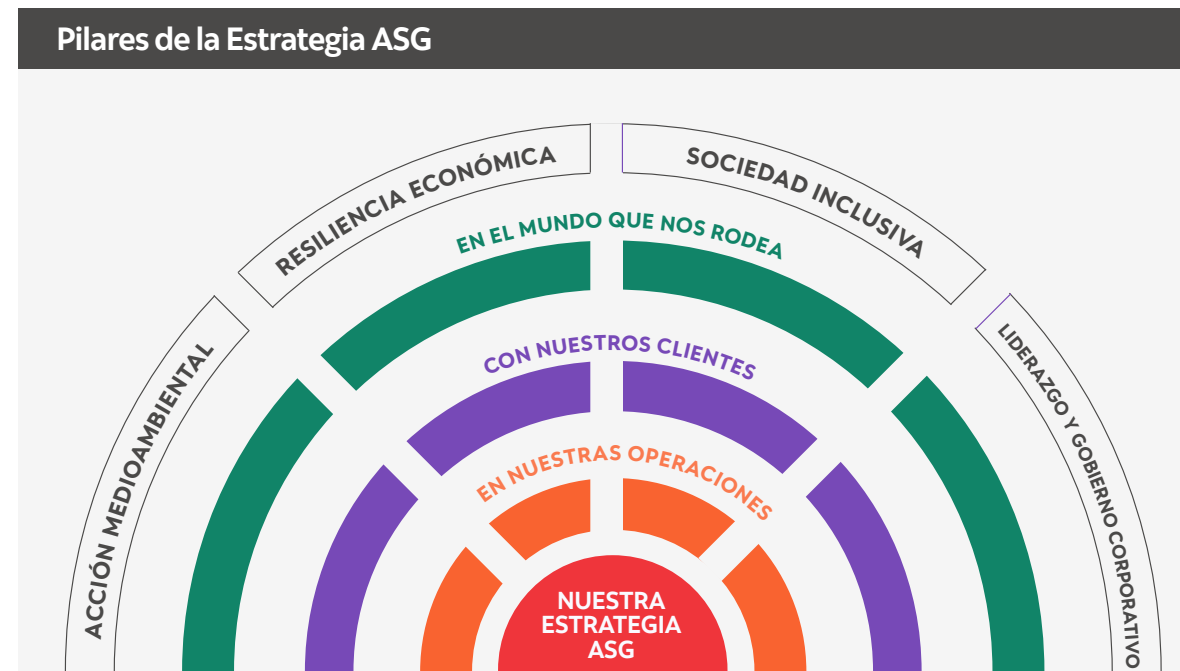 Pilares de la Estrategia ASG
ACCIÓN MEDIOAMBIENTAL
RESILIENCIA ECONÓMICA
SOCIEDAD INCLUSIVA
LIDERAZGO Y GOBIERNO CORPORATIVO
EN EL MUNDO QUE NOS RODEA
CON NUESTROS CLIENTES
EN NUESTRAS OPERACIONES
NUESTRA
ESTRATEGIA
ASG